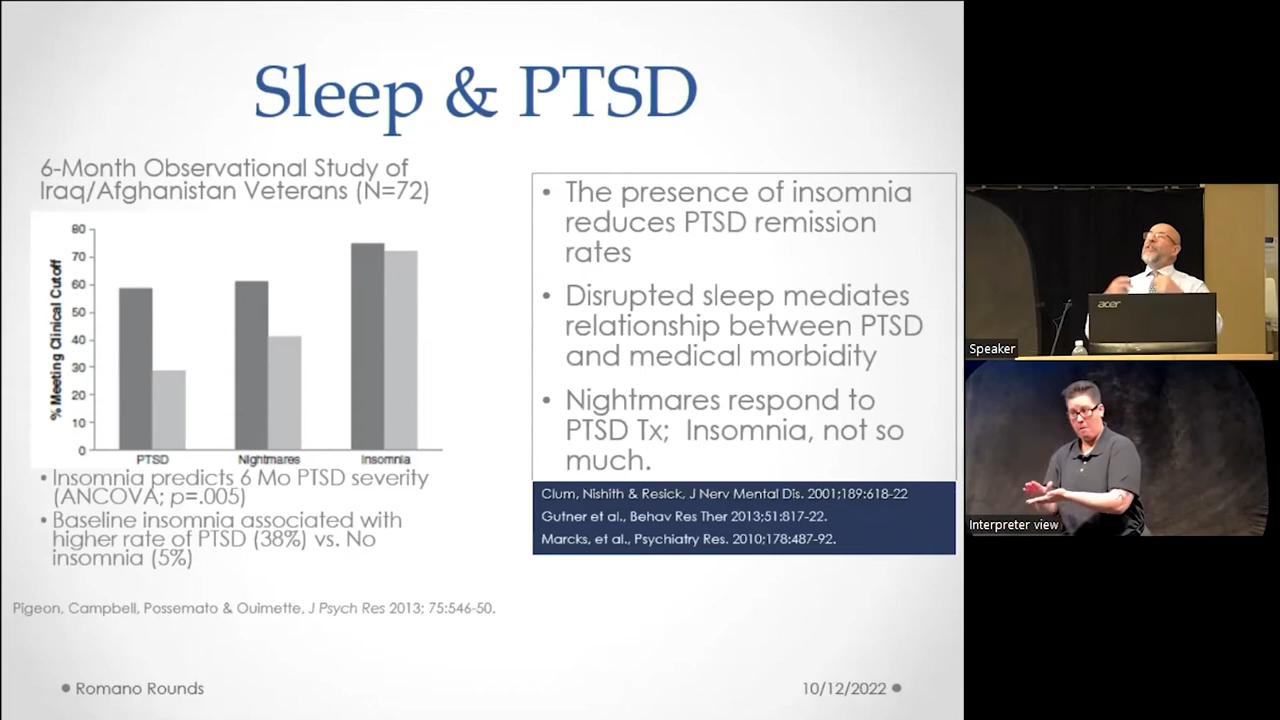 Sleep & PTSD
6-Month Observational Study of
Iraq/Afghanistan Veterans (N=72)
% Meeting Clinical Cutoff
80
70
60
50
40
30
20
10
0
PTSD
Nightmares
Insomnia
• Insomnia predicts 6 Mo PTSD severity
(ANCOVA; p=.005)
• Baseline insomnia associated with
higher rate of PTSD (38%) vs. No
insomnia (5%)
Pigeon, Campbell, Possemato & Ouimette, J Psych Res 2013; 75:546-50.
• The presence of insomnia
reduces PTSD remission
rates
• Disrupted sleep mediates
relationship between PTSD
and medical morbidity
• Nightmares respond to
PTSD Tx; Insomnia, not so
much.
Clum, Nishith & Resick, J Nerv Mental Dis. 2001;189:618-22
Gutner et al., Behav Res Ther 2013;51:817-22.
Marcks, et al., Psychiatry Res. 2010;178:487-92.
• Romano Rounds
10/12/2022 •
acer
Speaker
Interpreter view